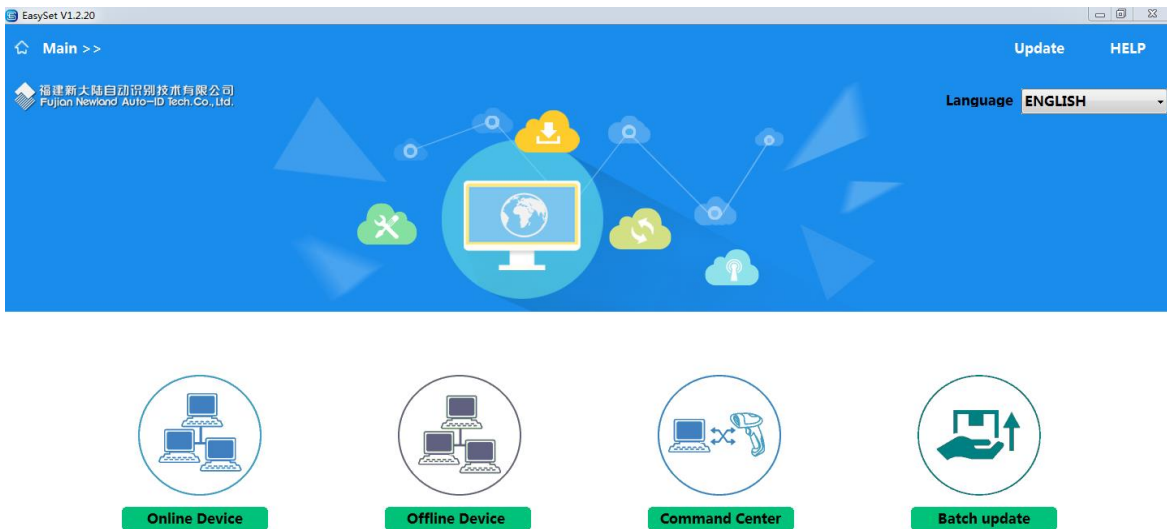 EasySet V1.2.20
Main >>
Update
HELP
福建新大陆自动识别技术有限公司
Fujian Newland Auto-ID Tech.Co.,Ltd.
Language
ENGLISH
Online Device
Offline Device
Command Center
Batch update